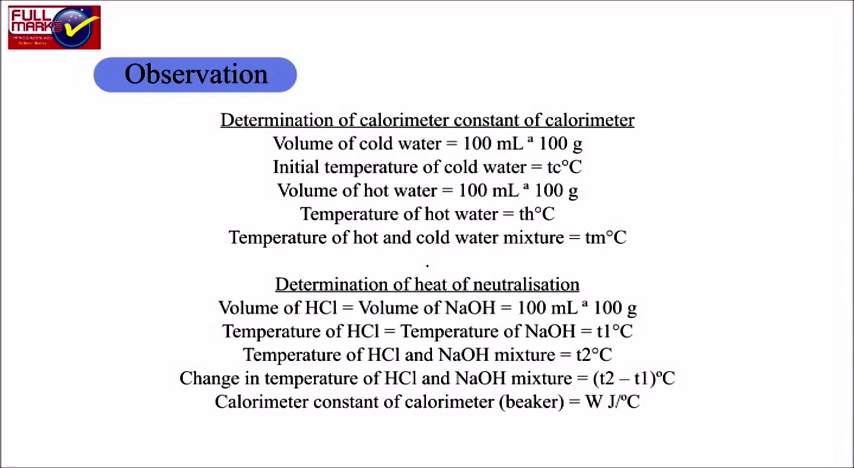 FULL
MARKS
Observation
Determination of calorimeter constant of calorimeter
Volume of cold water = 100 mL ª 100 g
Initial temperature of cold water = tc°C
Volume of hot water = 100 mL ª 100 g
Temperature of hot water = th°C
Temperature of hot and cold water mixture = tm°C
.
Determination of heat of neutralisation
Volume of HCl = Volume of NaOH = 100 mL ª 100 g
Temperature of HCl = Temperature of NaOH = t1°C
Temperature of HCl and NaOH mixture = t2°C
Change in temperature of HCl and NaOH mixture = (t2 – t1)ºC
Calorimeter constant of calorimeter (beaker) = W J/ºC